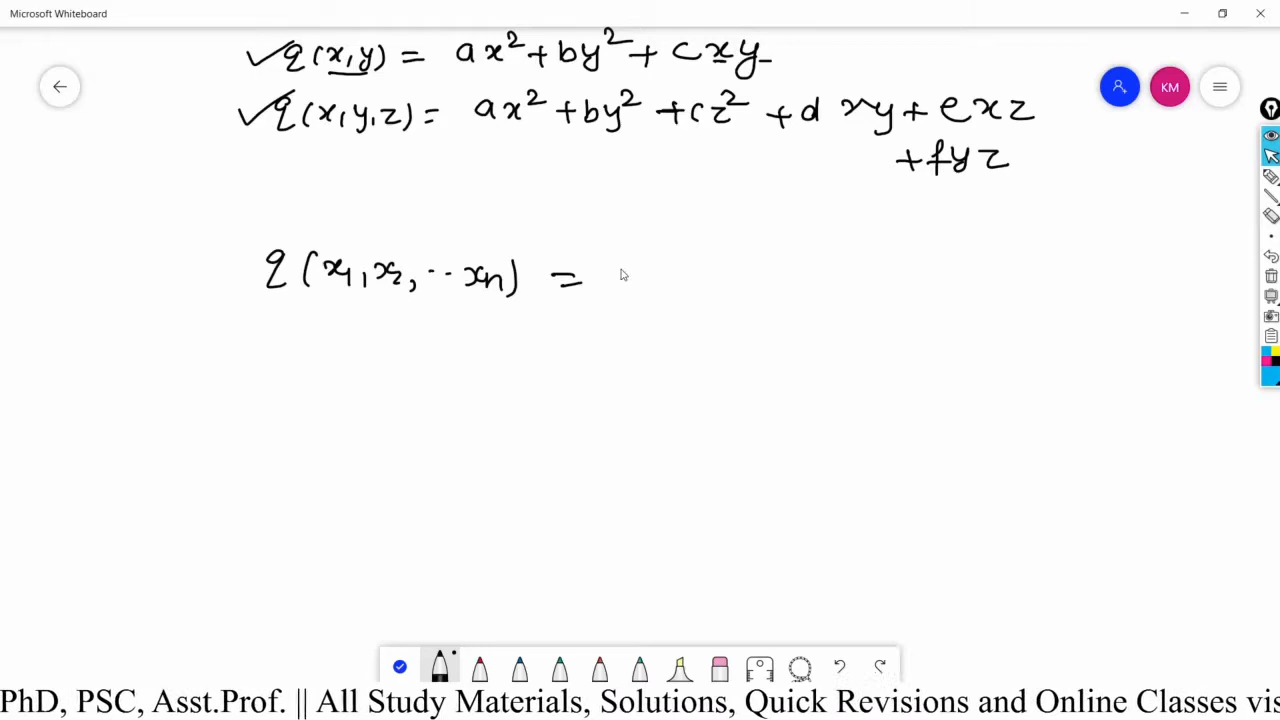 Microsoft Whiteboard
q(x,y) = ax²+by²+cxy
KM
q(x,y,z) = ax²+by²+cz²+dxy+exz
+fyz
q(x₁,x₂,..xₙ) =
PhD, PSC, Asst.Prof. || All Study Materials, Solutions, Quick Revisions and Online Classes vis